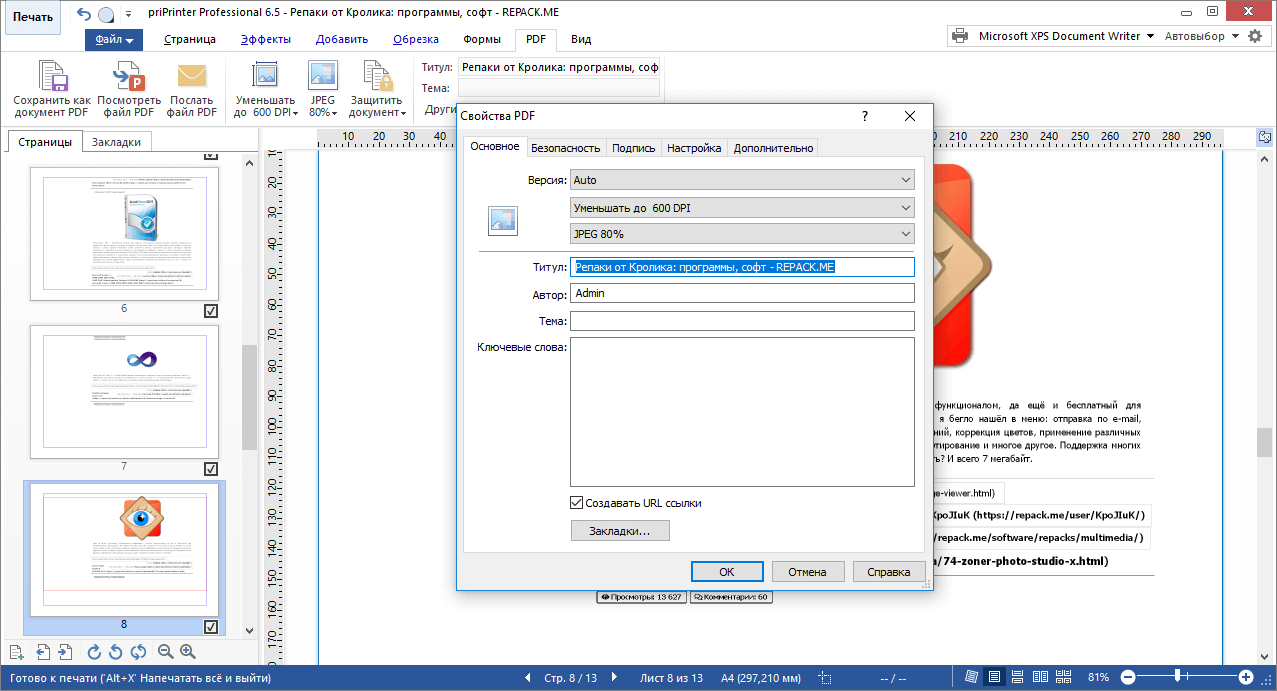 Печать
priPrinter Professional 6.5 - Репаки от Кролика: программы, софт - REPACK.ME
Файл
Страница
Эффекты
Добавить
Обрезка
Формы
PDF
Вид
Microsoft XPS Document Writer
Автовыбор
Сохранить как документ PDF
Посмотреть файл PDF
Послать файл PDF
Уменьшать до 600 DPI
JPEG 80%
Защитить документ
Титул: Репаки от Кролика: программы, соф
Тема:
Други
Страницы
Закладки
10 20 30 40
210 220 230 240 250 260 270 280 290
20
30
40
50
60
70
80
90
100
110
120
130
140
150
160
170
6
7
8
Свойства PDF
?
Основное
Безопасность
Подпись
Настройка
Дополнительно
Версия: Auto
Уменьшать до 600 DPI
JPEG 80%
Титул: Репаки от Кролика: программы, софт - REPACK.ME
Автор: Admin
Тема:
Ключевые слова:
Создавать URL ссылки
Закладки...
OK
Отмена
Справка
функционалом, да ещё и бесплатный для
я бегло нашёл в меню: отправка по e-mail,
ний, коррекция цветов, применение различных
тирование и многое другое. Поддержка многих
ь? И всего 7 мегабайт.
ge-viewer.html)
КроЛIuK (https://repack.me/user/KpoJIuK/)
/repack.me/software/repacks/multimedia/)
a/74-zoner-photo-studio-x.html)
Просмотры: 13 627
Комментарии: 60
Готово к печати ('Alt+X' Напечатать всё и выйти)
Стр. 8 / 13
Лист 8 из 13
A4 (297,210 мм)
-- / --
81%